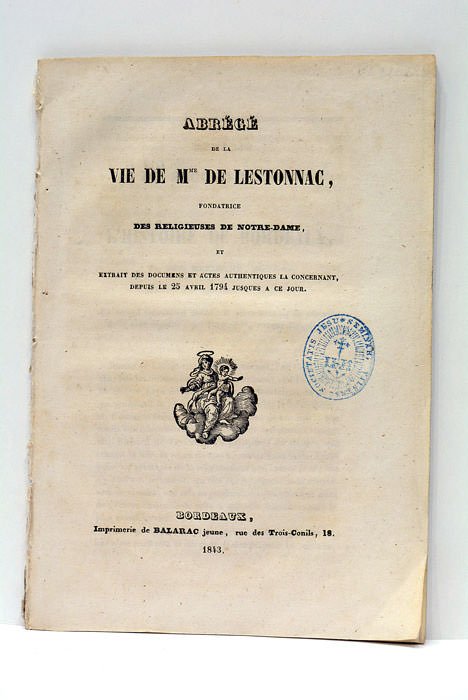 ABRÉGÉ
DE LA
VIE DE Mme DE LESTONNAC,
FONDATRICE
DES RELIGIEUSES DE NOTRE-DAME,
ET
EXTRAIT DES DOCUMENS ET ACTES AUTHENTIQUES LA CONCERNANT,
DEPUIS LE 25 AVRIL 1794 JUSQUES A CE JOUR.
SOCIETATIS JESU
BORDEAUX,
Imprimerie de BALARAC jeune, rue des Trois-Conils, 18.
1843.